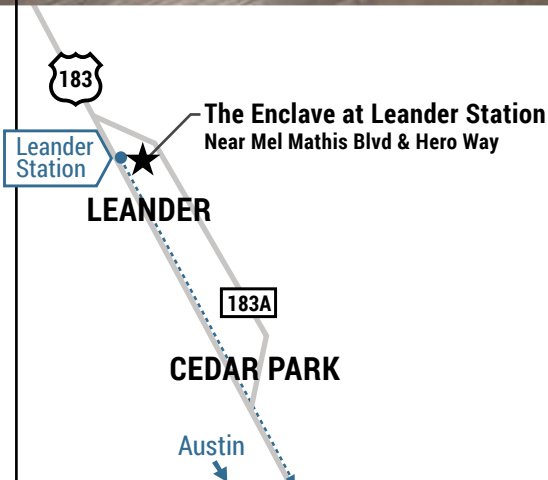 183
The Enclave at Leander Station
Near Mel Mathis Blvd & Hero Way
Leander
Station
LEANDER
183A
CEDAR PARK
Austin